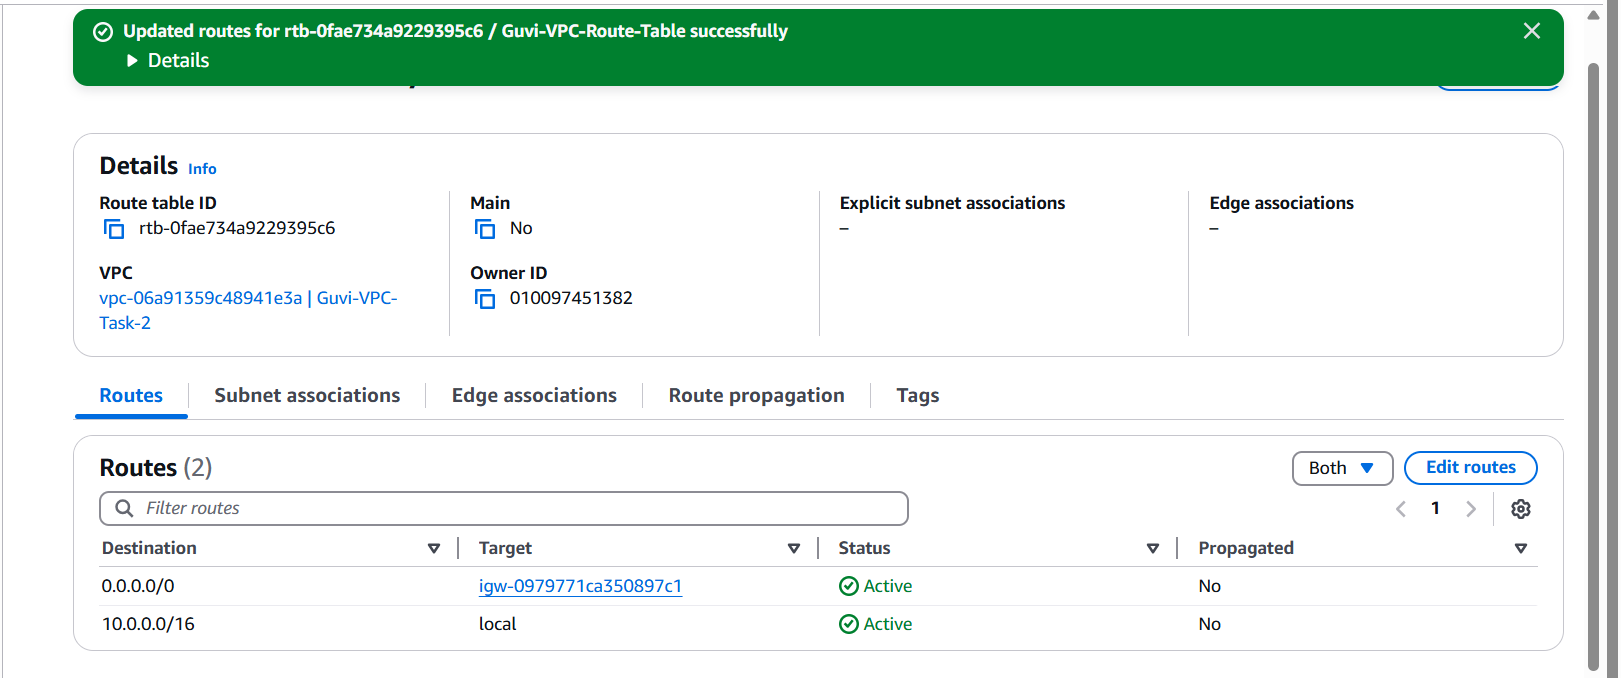 Updated routes for rtb-0fae734a9229395c6 / Guvi-VPC-Route-Table successfully
Details
Details Info
Route table ID
rtb-0fae734a9229395c6
Main
No
Explicit subnet associations
–
Edge associations
–
VPC
vpc-06a91359c48941e3a | Guvi-VPC-
Task-2
Owner ID
010097451382
Routes Subnet associations Edge associations Route propagation Tags
Routes (2)
Both Edit routes
Filter routes
1
Destination Target Status Propagated
0.0.0.0/0 igw-0979771ca350897c1 Active No
10.0.0.0/16 local Active No